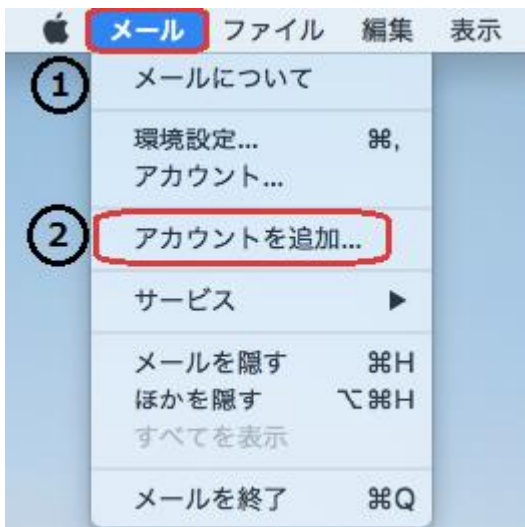 メール ファイル 編集 表示
① メールについて
環境設定... ⌘,
アカウント...
② アカウントを追加...
サービス ▶
メールを隠す ⌘H
ほかを隠す ⌥⌘H
すべてを表示
メールを終了 ⌘Q